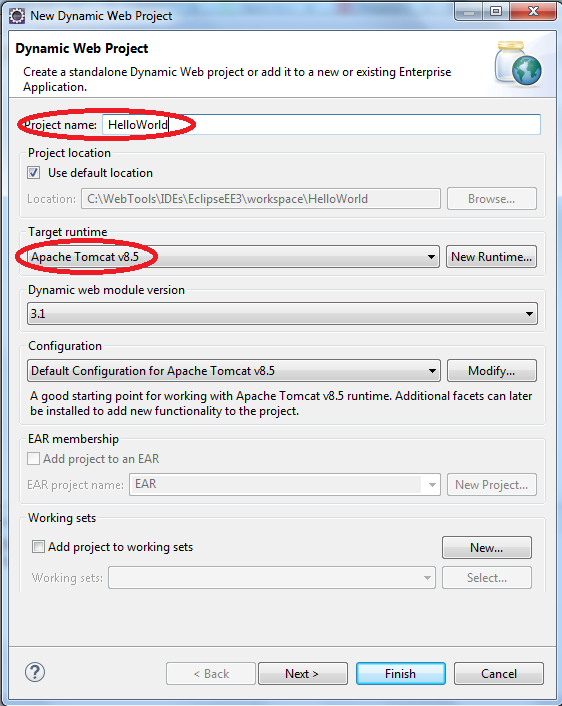 New Dynamic Web Project
Dynamic Web Project
Create a standalone Dynamic Web project or add it to a new or existing Enterprise
Application.
Project name: HelloWorld
Project location
Use default location
Location: C:\WebTools\IDEs\EclipseEE3\workspace\HelloWorld Browse...
Target runtime
Apache Tomcat v8.5 New Runtime...
Dynamic web module version
3.1
Configuration
Default Configuration for Apache Tomcat v8.5 Modify...
A good starting point for working with Apache Tomcat v8.5 runtime. Additional facets can later
be installed to add new functionality to the project.
EAR membership
Add project to an EAR
EAR project name: EAR New Project...
Working sets
Add project to working sets New...
Working sets: Select...
? < Back Next > Finish Cancel